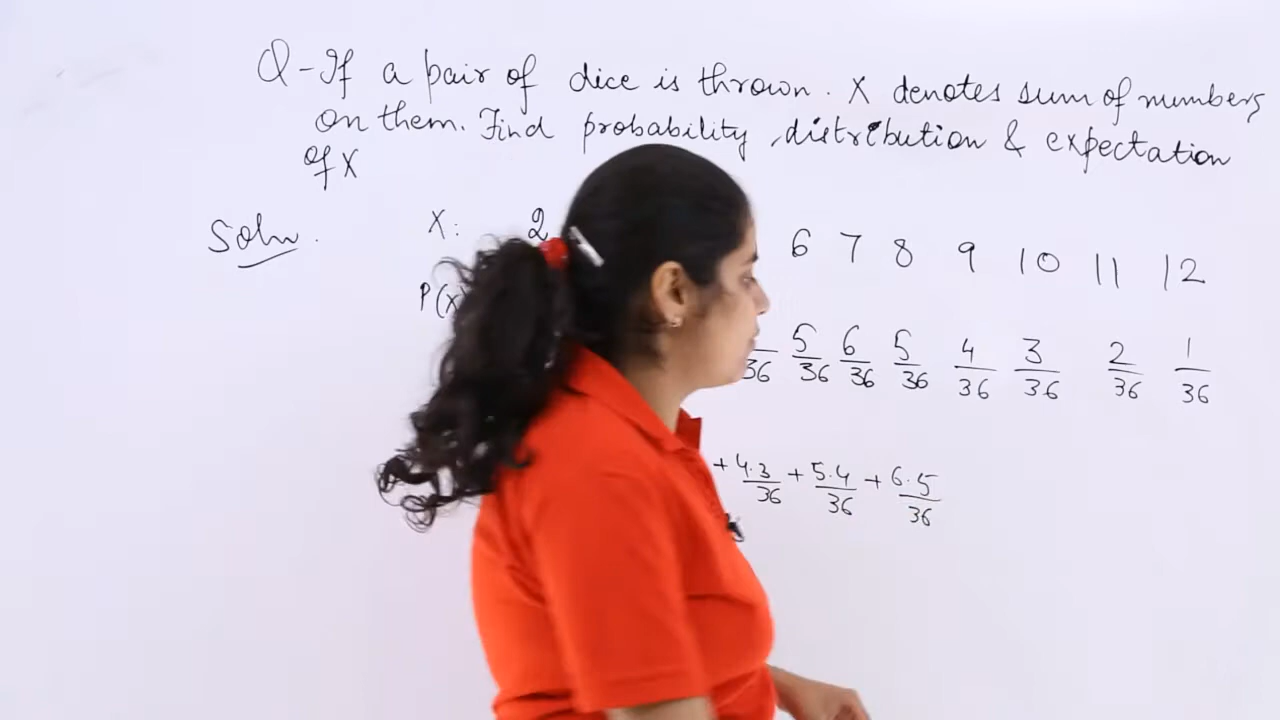 Q-If a pair of dice is thrown. X denotes sum of numbers
on them. Find probability, distribution & expectation
of X
Soln.
X: 2 6 7 8 9 10 11 12
P(X 36 5/36 6/36 5/36 4/36 3/36 2/36 1/36
+ 4.3/36 + 5.4/36 + 6.5/36